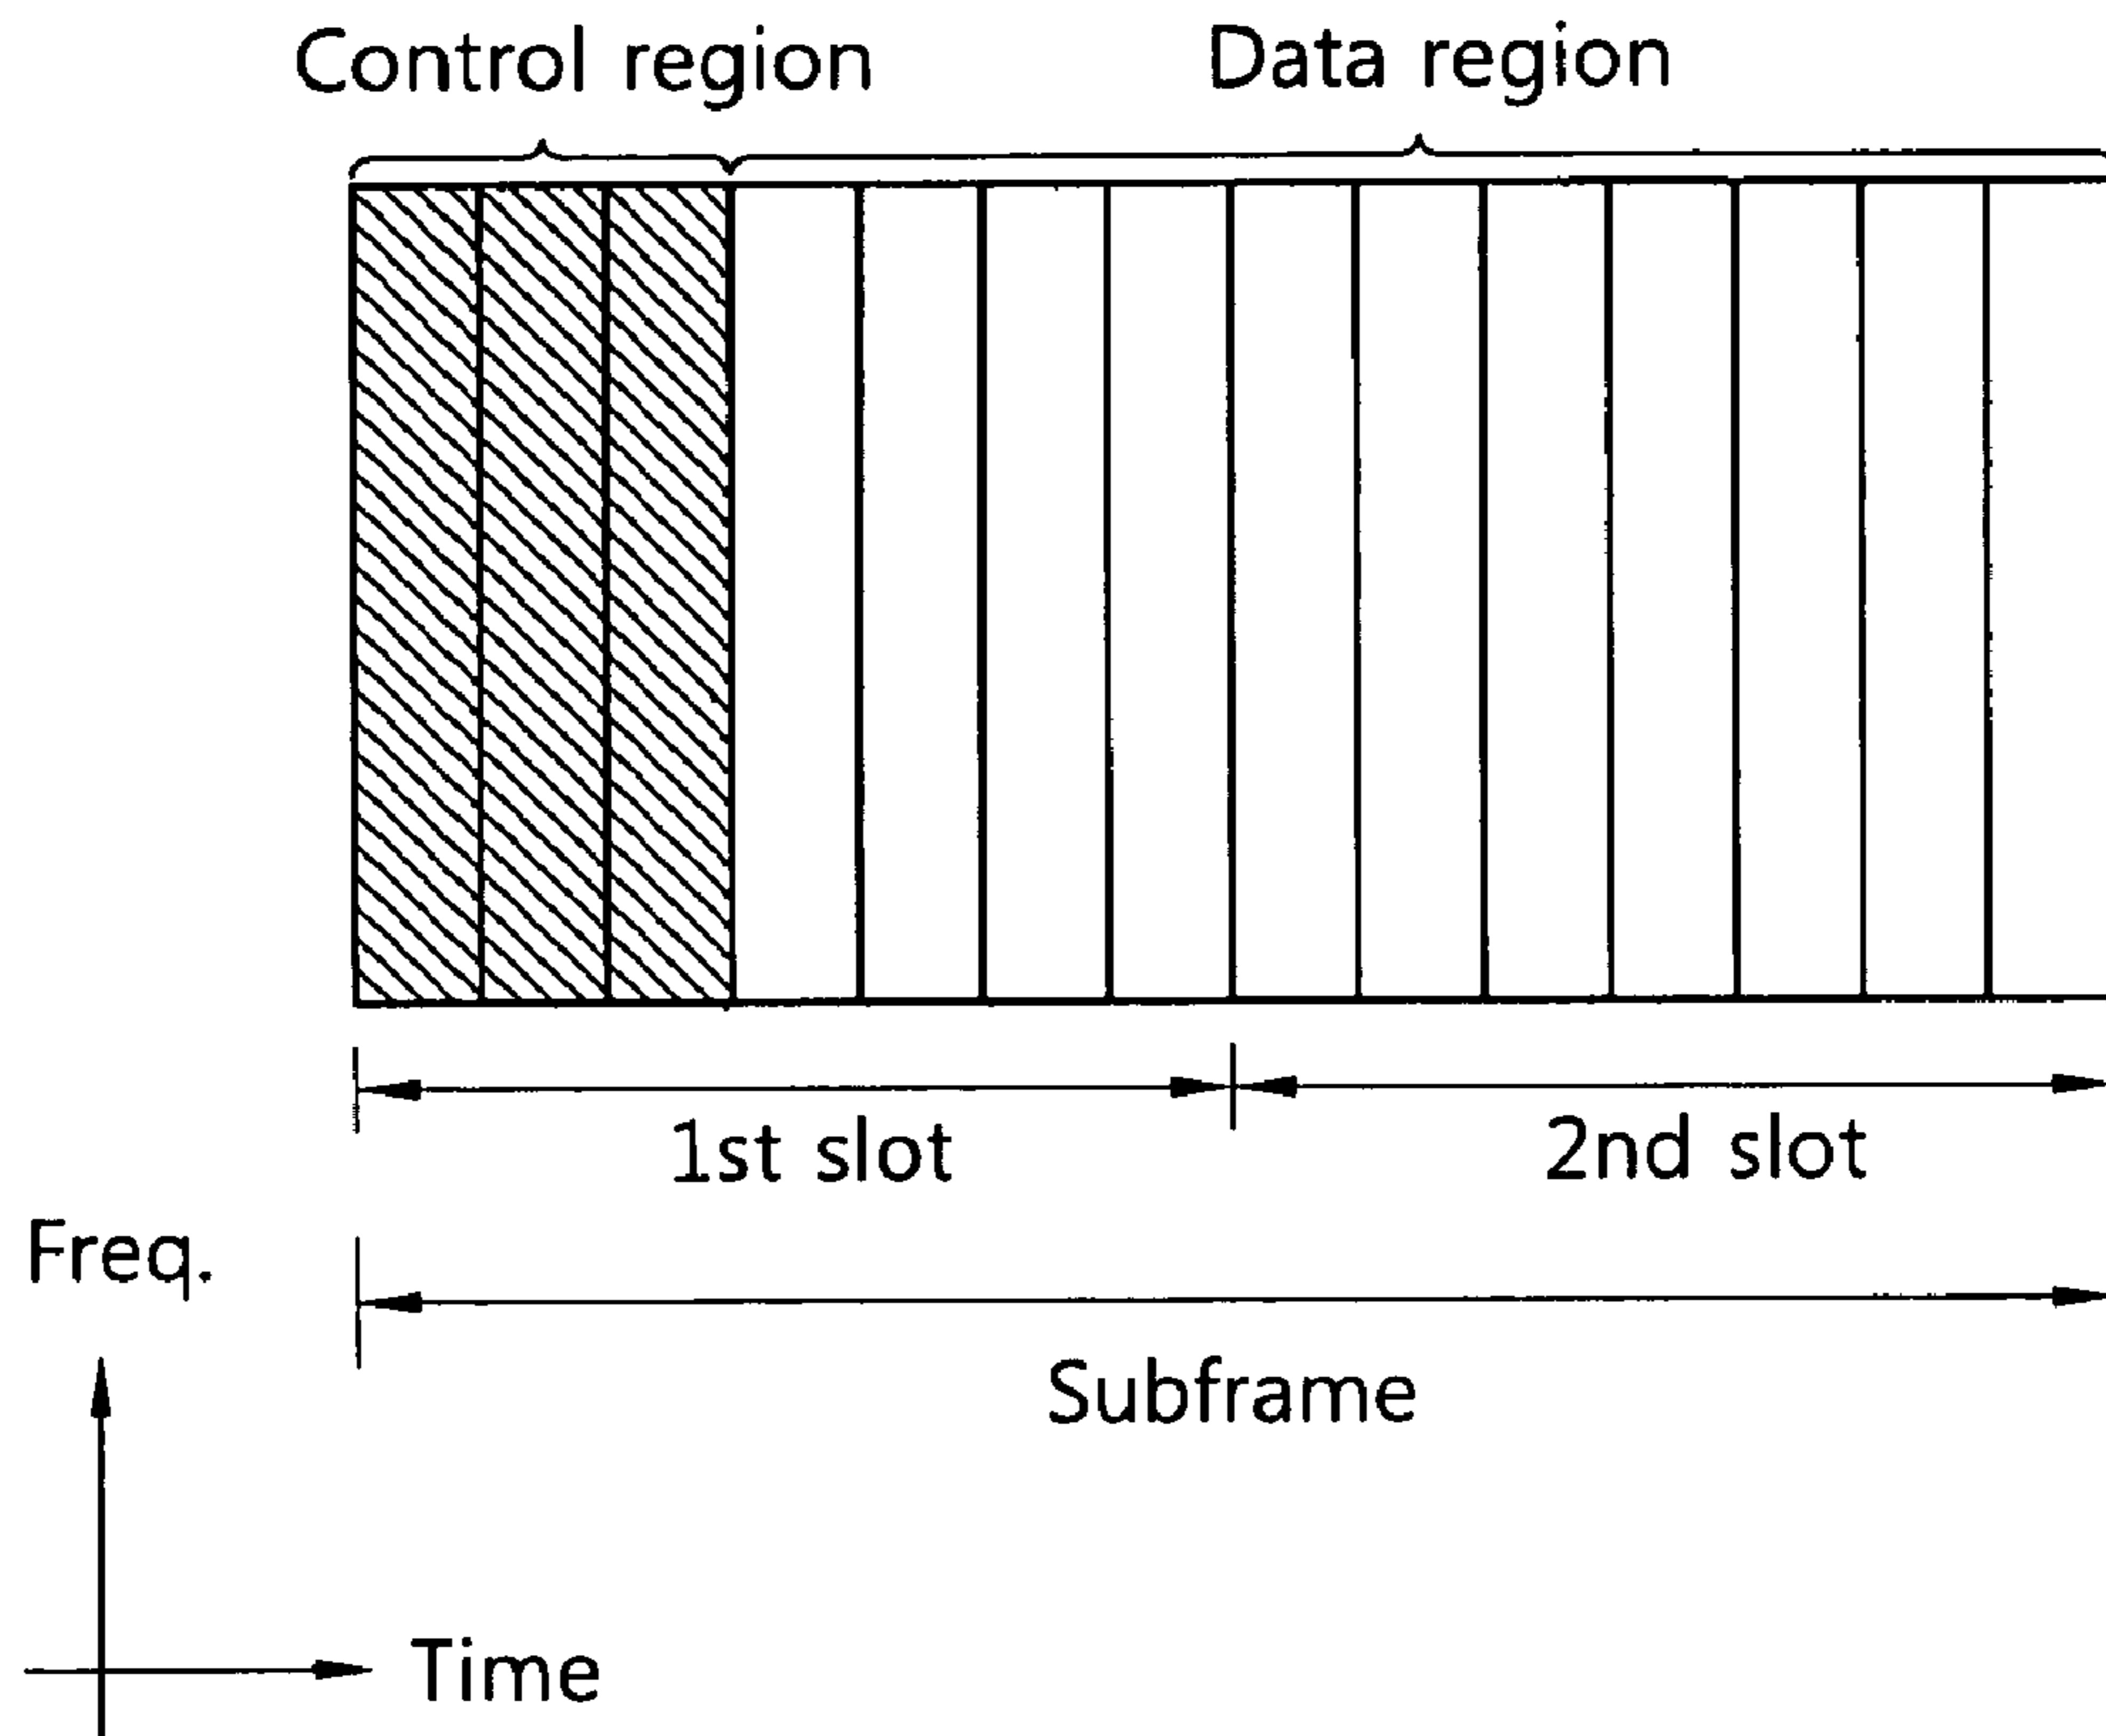 Control region
Data region
1st slot
2nd slot
Freq.
Subframe
Time